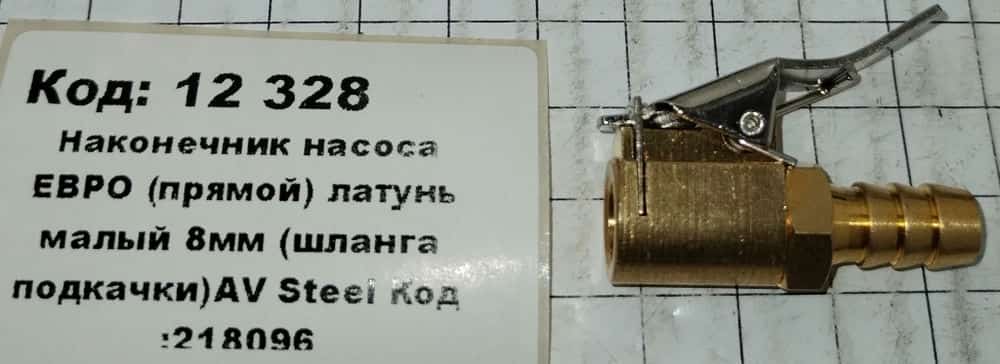 Код: 12 328
Наконечник насоса
ЕВРО (прямой) латунь
малый 8мм (шланга
подкачки)AV Steel Код
:218096